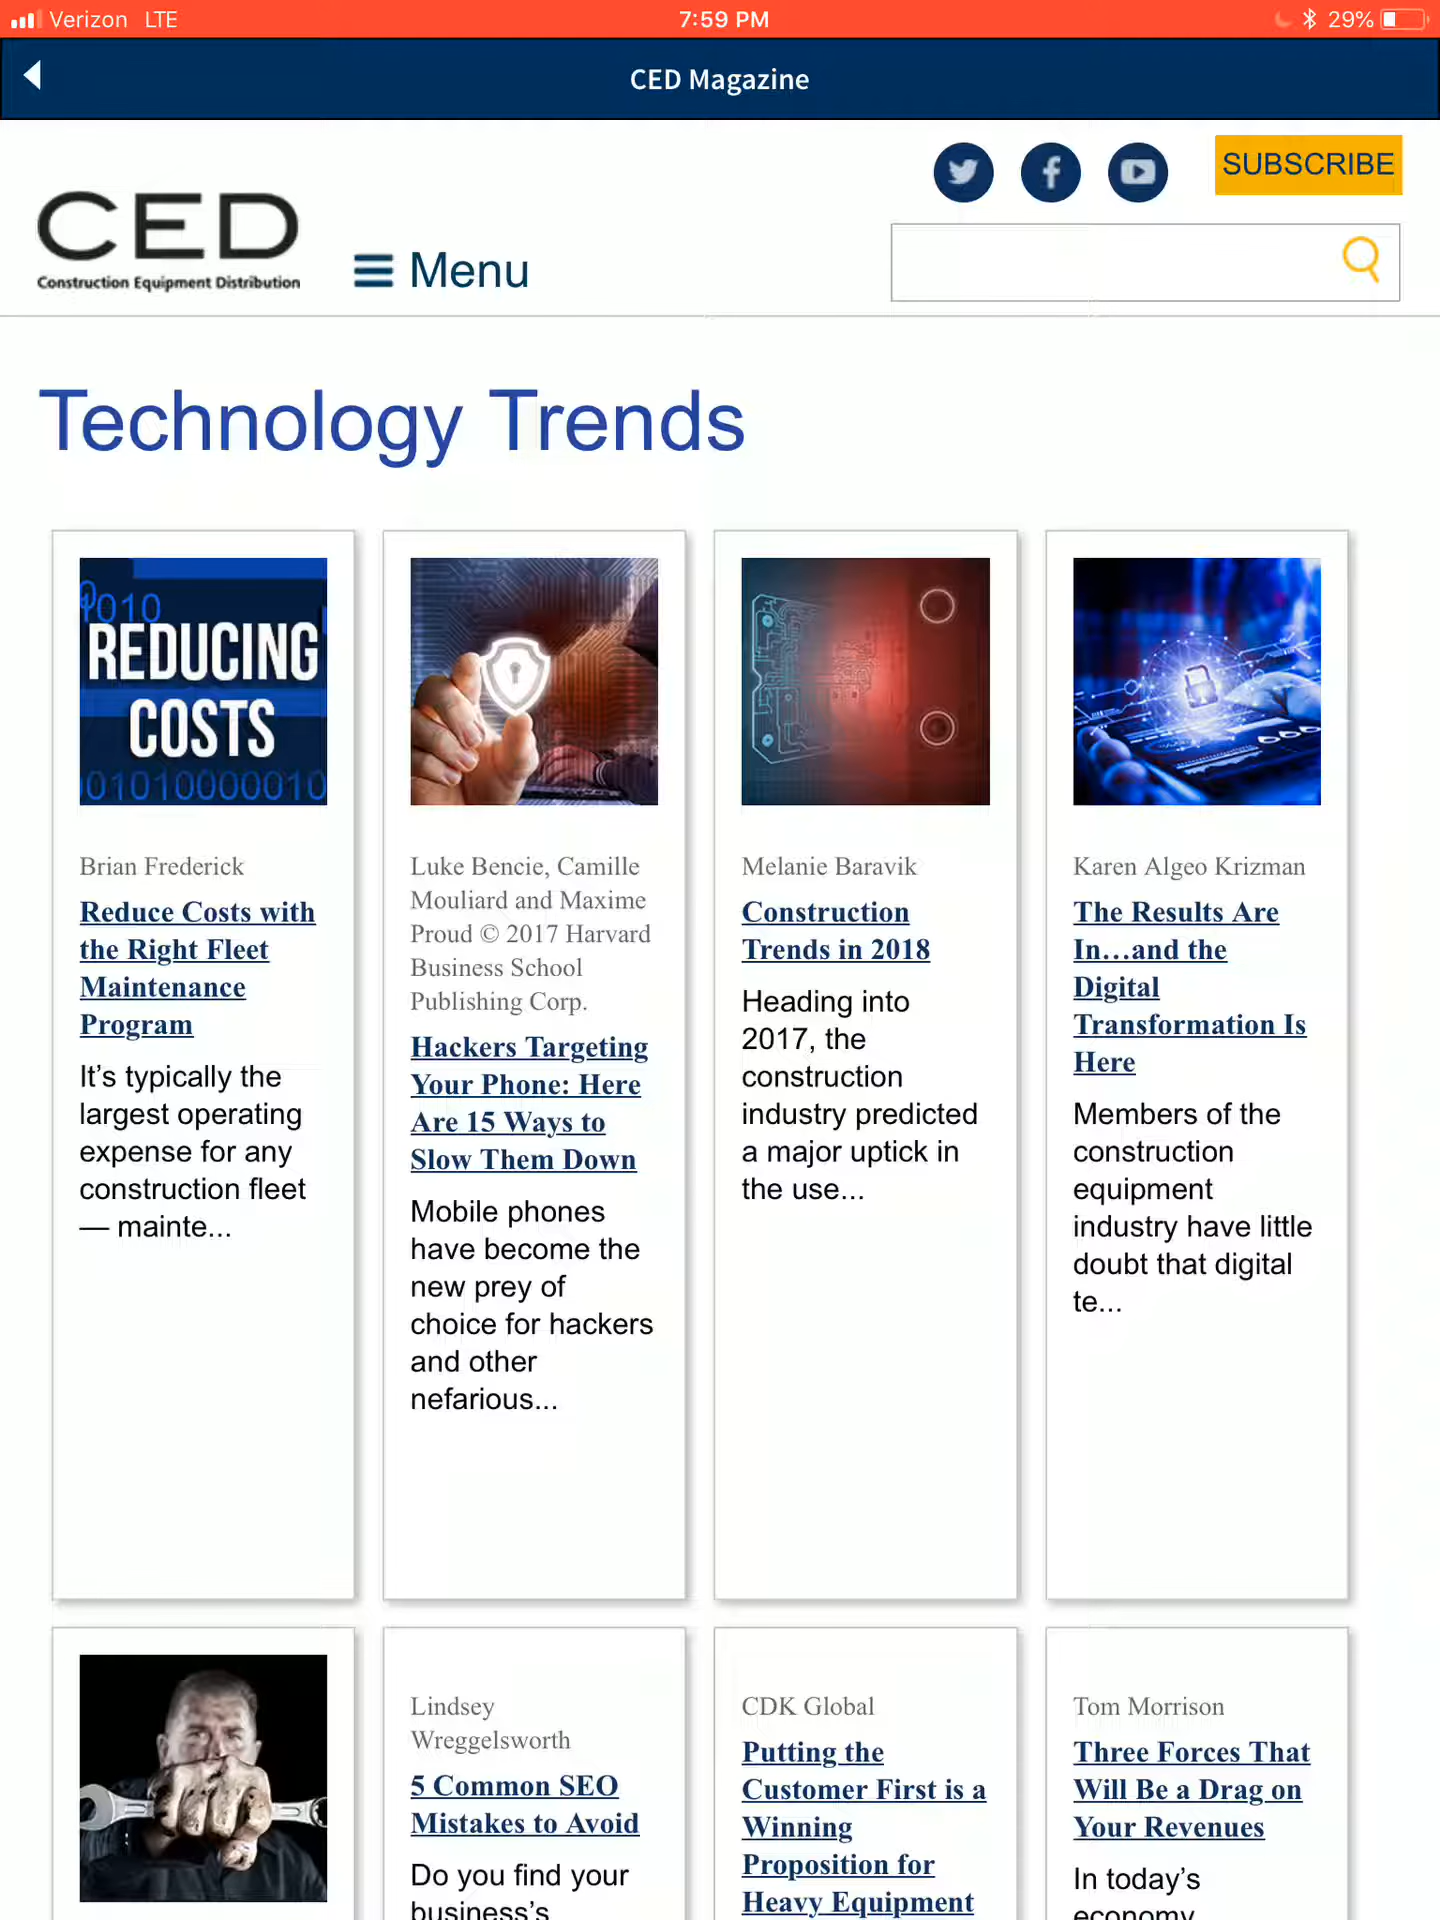 Verizon LTE 7:59 PM 29%
CED Magazine
SUBSCRIBE
CED
Construction Equipment Distribution
Menu
Technology Trends
1010
REDUCING
COSTS
001010000010
Brian Frederick
Reduce Costs with
the Right Fleet
Maintenance
Program
It’s typically the
largest operating
expense for any
construction fleet
— mainte...
Luke Bencie, Camille
Mouliard and Maxime
Proud © 2017 Harvard
Business School
Publishing Corp.
Hackers Targeting
Your Phone: Here
Are 15 Ways to
Slow Them Down
Mobile phones
have become the
new prey of
choice for hackers
and other
nefarious...
Melanie Baravik
Construction
Trends in 2018
Heading into
2017, the
construction
industry predicted
a major uptick in
the use...
Karen Algeo Krizman
The Results Are
In…and the
Digital
Transformation Is
Here
Members of the
construction
equipment
industry have little
doubt that digital
te...
Lindsey
Wreggelsworth
5 Common SEO
Mistakes to Avoid
Do you find your
business’s
CDK Global
Putting the
Customer First is a
Winning
Proposition for
Heavy Equipment
Tom Morrison
Three Forces That
Will Be a Drag on
Your Revenues
In today’s
economy